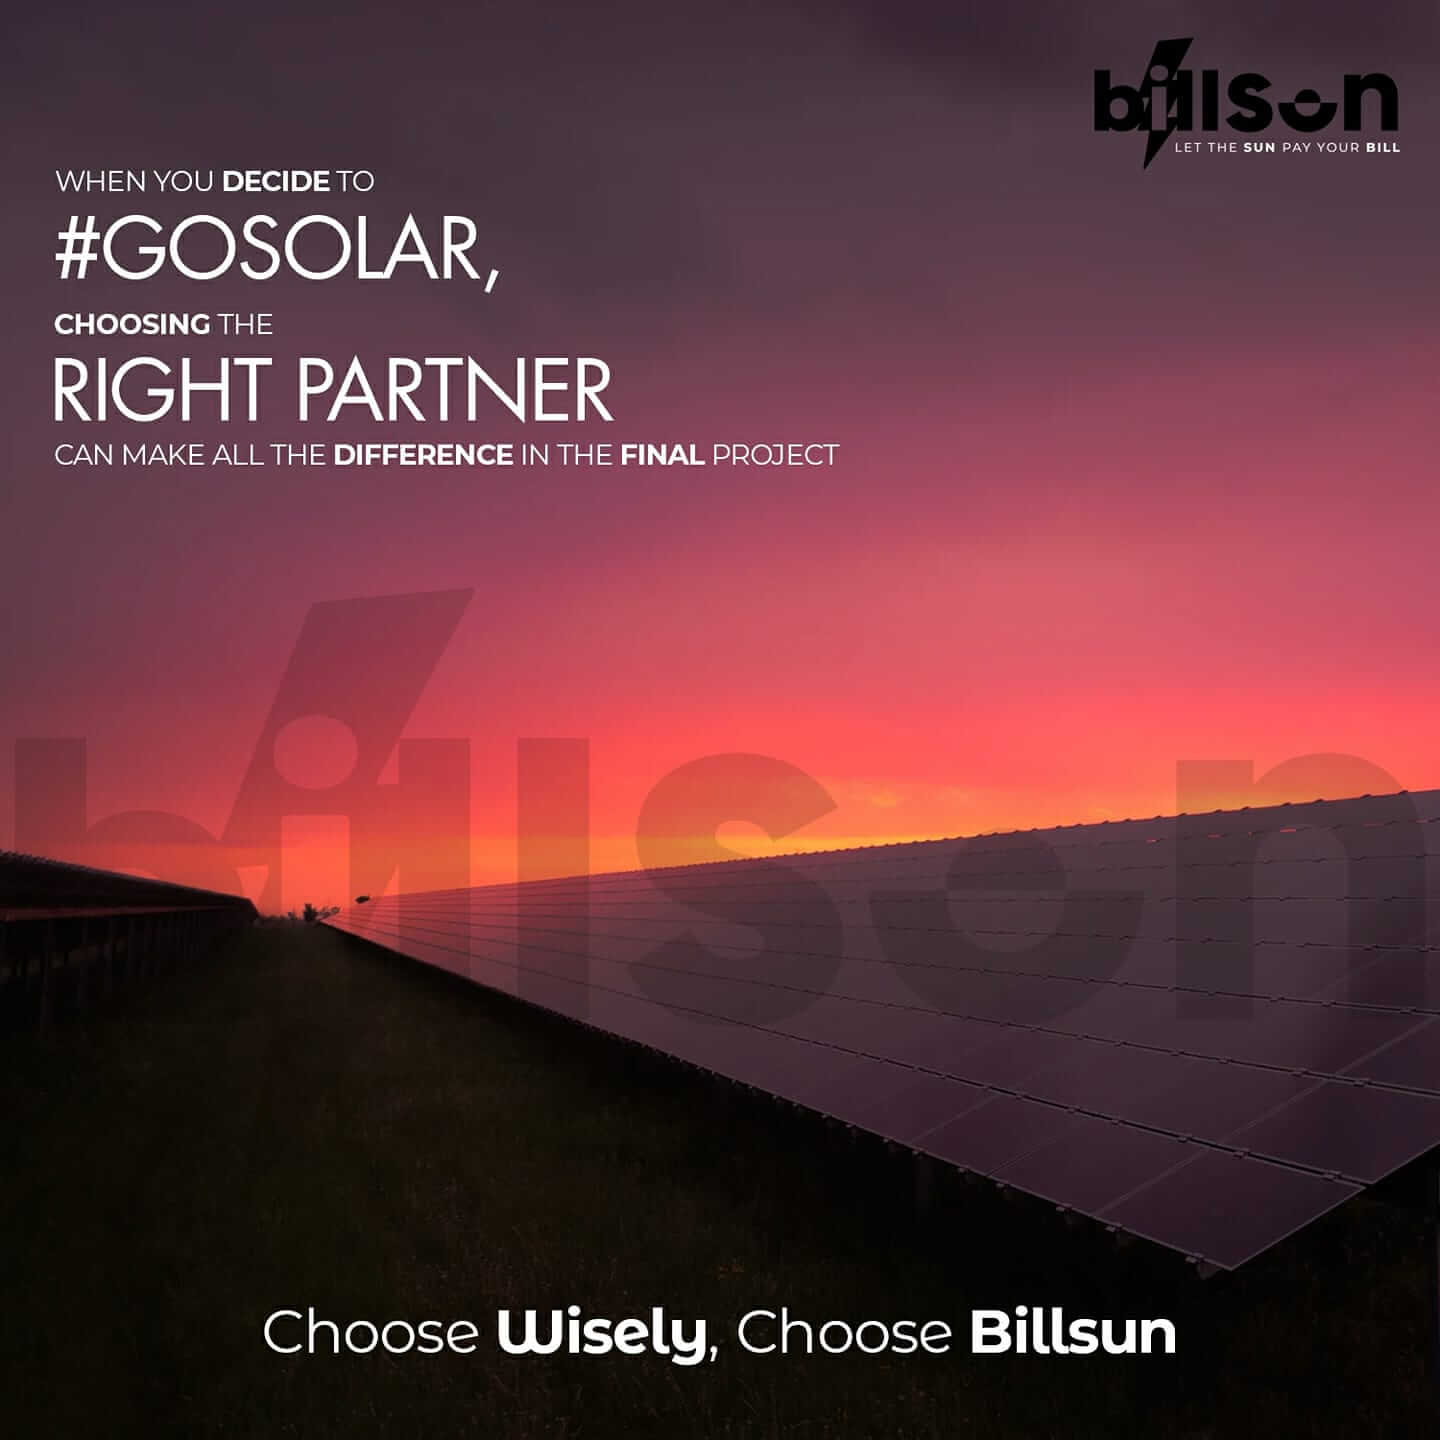 billsun
LET THE SUN PAY YOUR BILL
WHEN YOU DECIDE TO
#GOSOLAR,
CHOOSING THE
RIGHT PARTNER
CAN MAKE ALL THE DIFFERENCE IN THE FINAL PROJECT
billsun
Choose Wisely, Choose Billsun